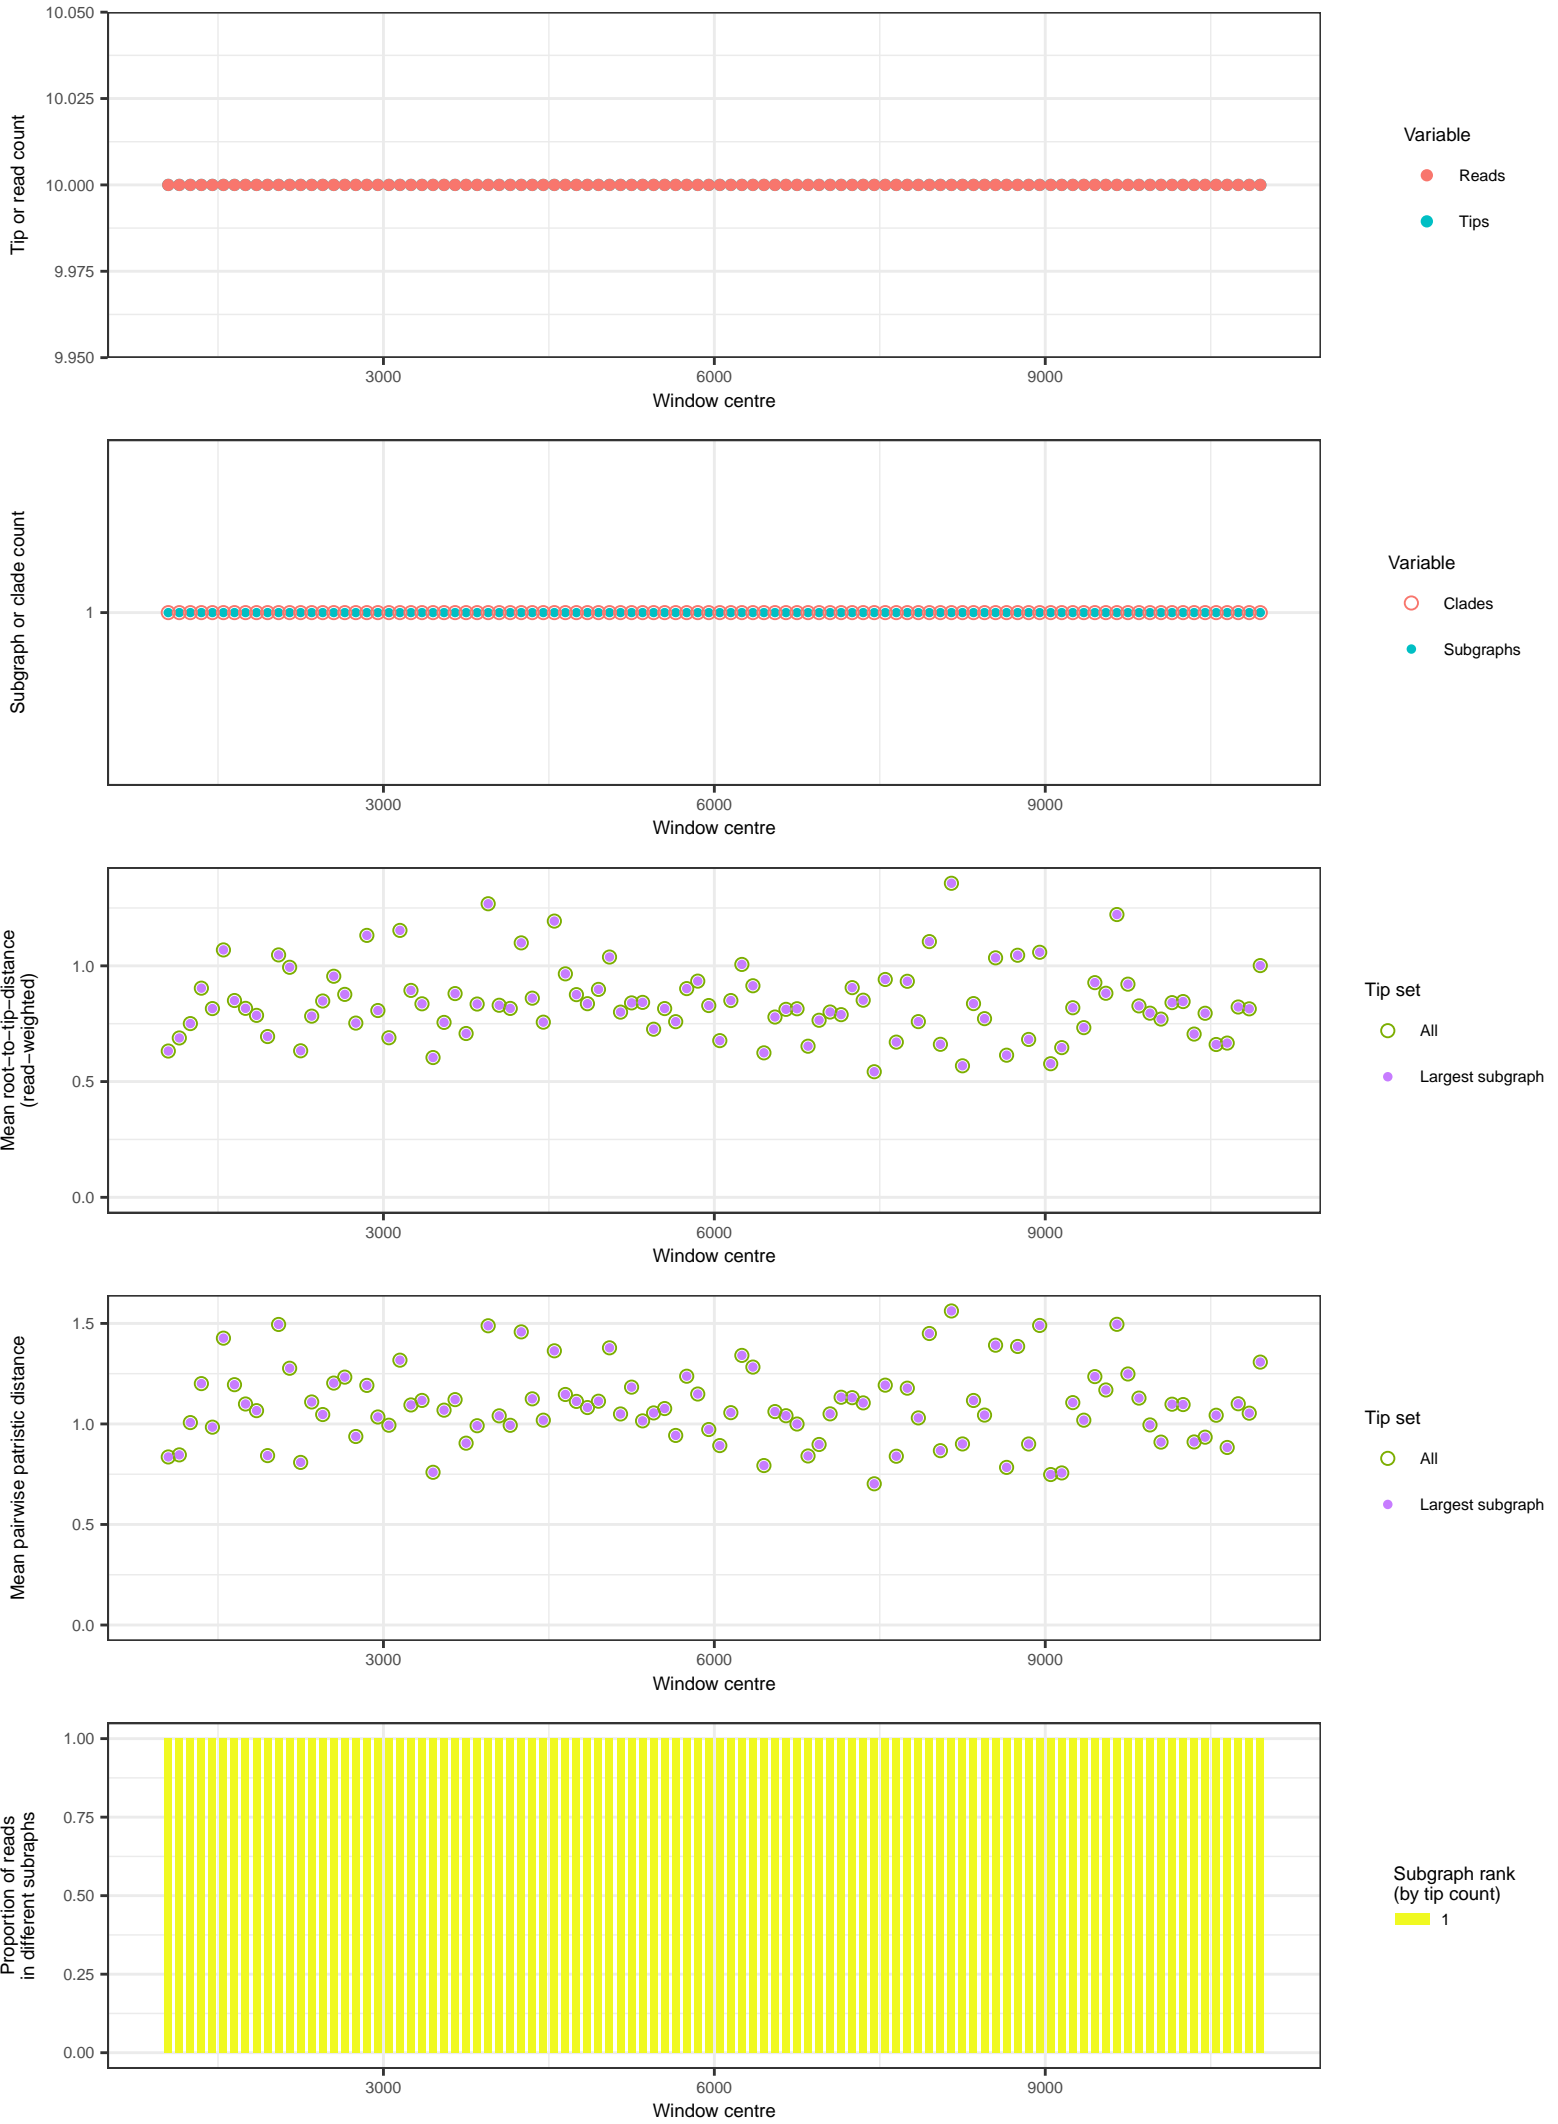 10.050
10.025
10.000
9.975
9.950
Tip or read count
3000
6000
9000
Window centre
Variable
Reads
Tips
1
Subgraph or clade count
3000
6000
9000
Window centre
Variable
Clades
Subgraphs
1.0
0.5
0.0
Mean root−to−tip−distance
(read−weighted)
3000
6000
9000
Window centre
Tip set
All
Largest subgraph
1.5
1.0
0.5
0.0
Mean pairwise patristic distance
3000
6000
9000
Window centre
Tip set
All
Largest subgraph
1.00
0.75
0.50
0.25
0.00
Proportion of reads
in different subraphs
3000
6000
9000
Window centre
Subgraph rank
(by tip count)
1